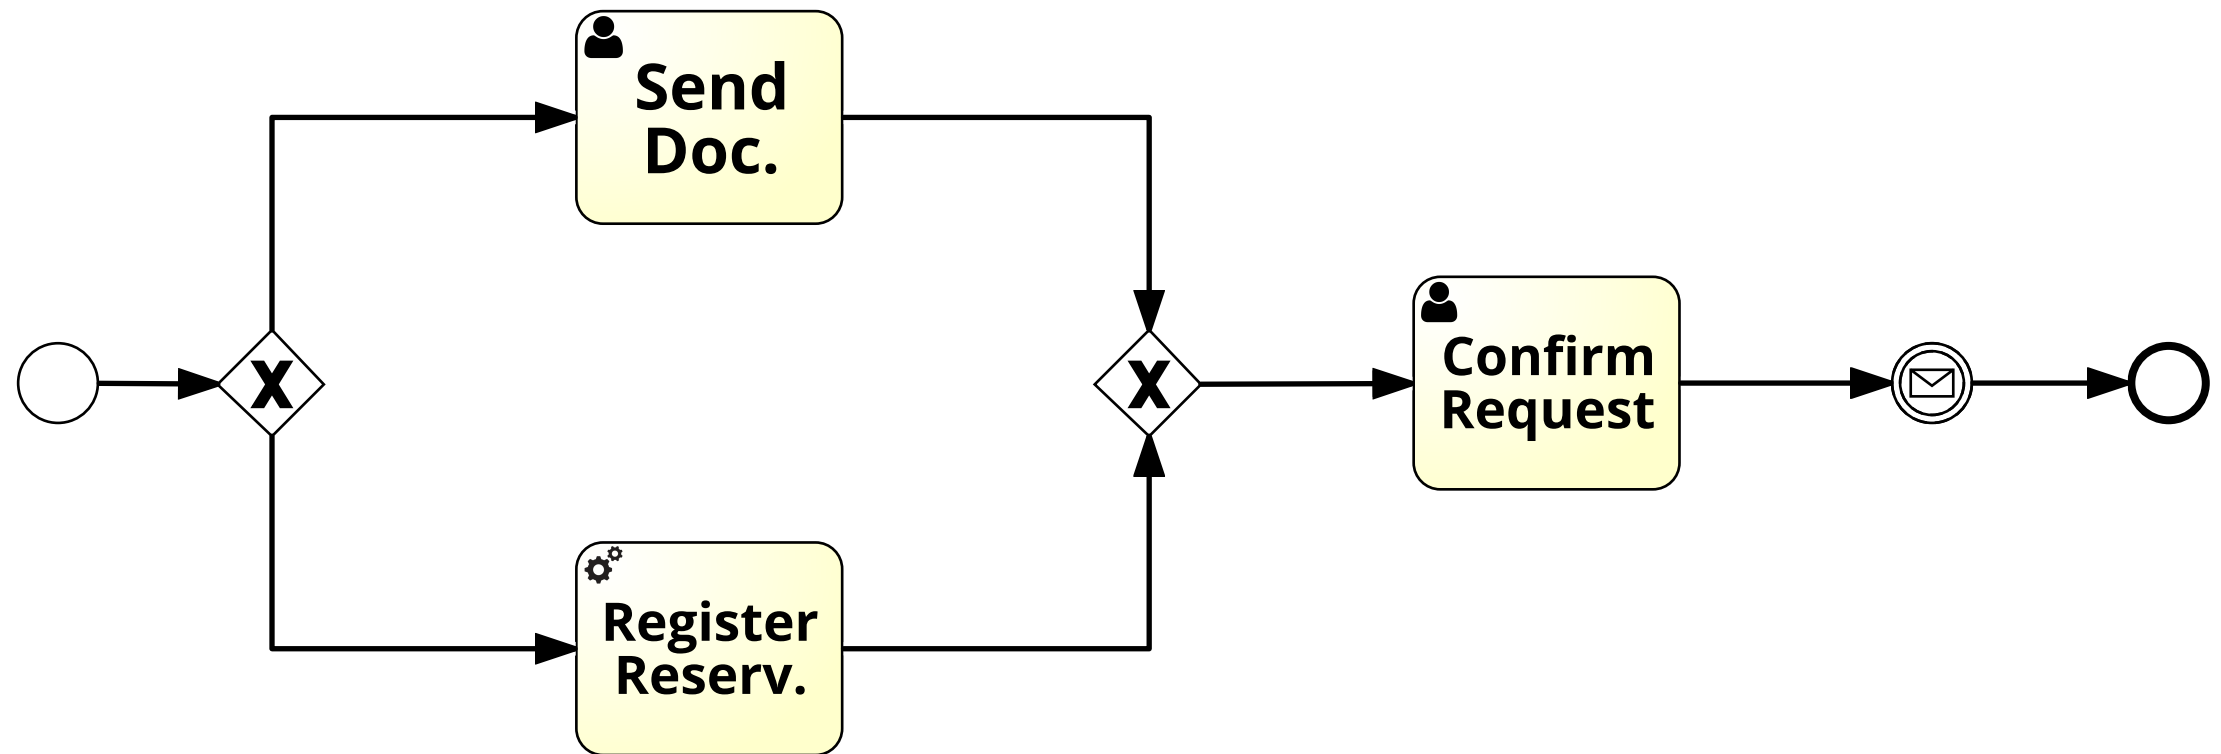 Send
Doc.
X
X
Confirm
Request
Register
Reserv.